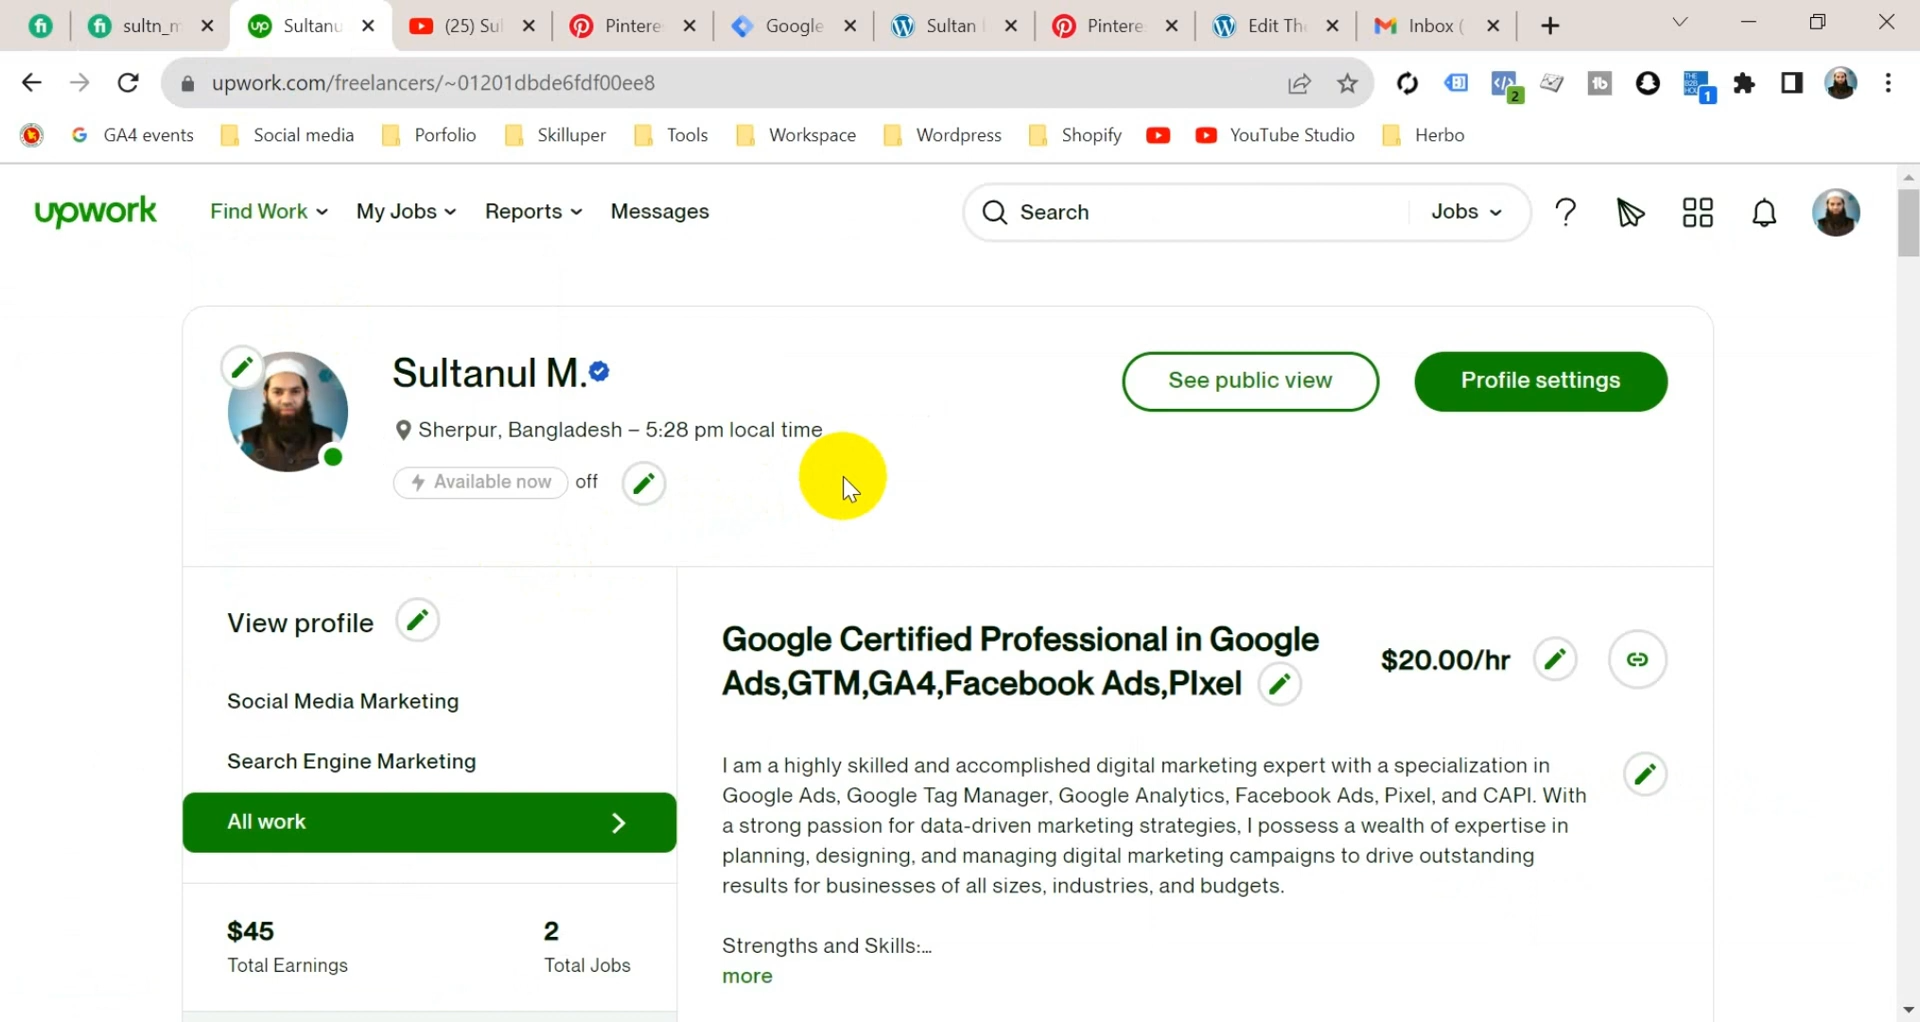 sultn_m
Sultanu
(25) Sul
Pintere
Google
Sultan
Pintere
Edit Th
Inbox (
upwork.com/freelancers/~01201dbde6fdf00ee8
2
1
GA4 events
Social media
Porfolio
Skilluper
Tools
Workspace
Wordpress
Shopify
YouTube Studio
Herbo
upwork
Find Work
My Jobs
Reports
Messages
Search
Jobs
Sultanul M.
Sherpur, Bangladesh – 5:28 pm local time
Available now
off
See public view
Profile settings
View profile
Social Media Marketing
Search Engine Marketing
All work
$45
Total Earnings
2
Total Jobs
Google Certified Professional in Google
Ads,GTM,GA4,Facebook Ads,PIxel
$20.00/hr
I am a highly skilled and accomplished digital marketing expert with a specialization in
Google Ads, Google Tag Manager, Google Analytics, Facebook Ads, Pixel, and CAPI. With
a strong passion for data-driven marketing strategies, I possess a wealth of expertise in
planning, designing, and managing digital marketing campaigns to drive outstanding
results for businesses of all sizes, industries, and budgets.
Strengths and Skills:...
more